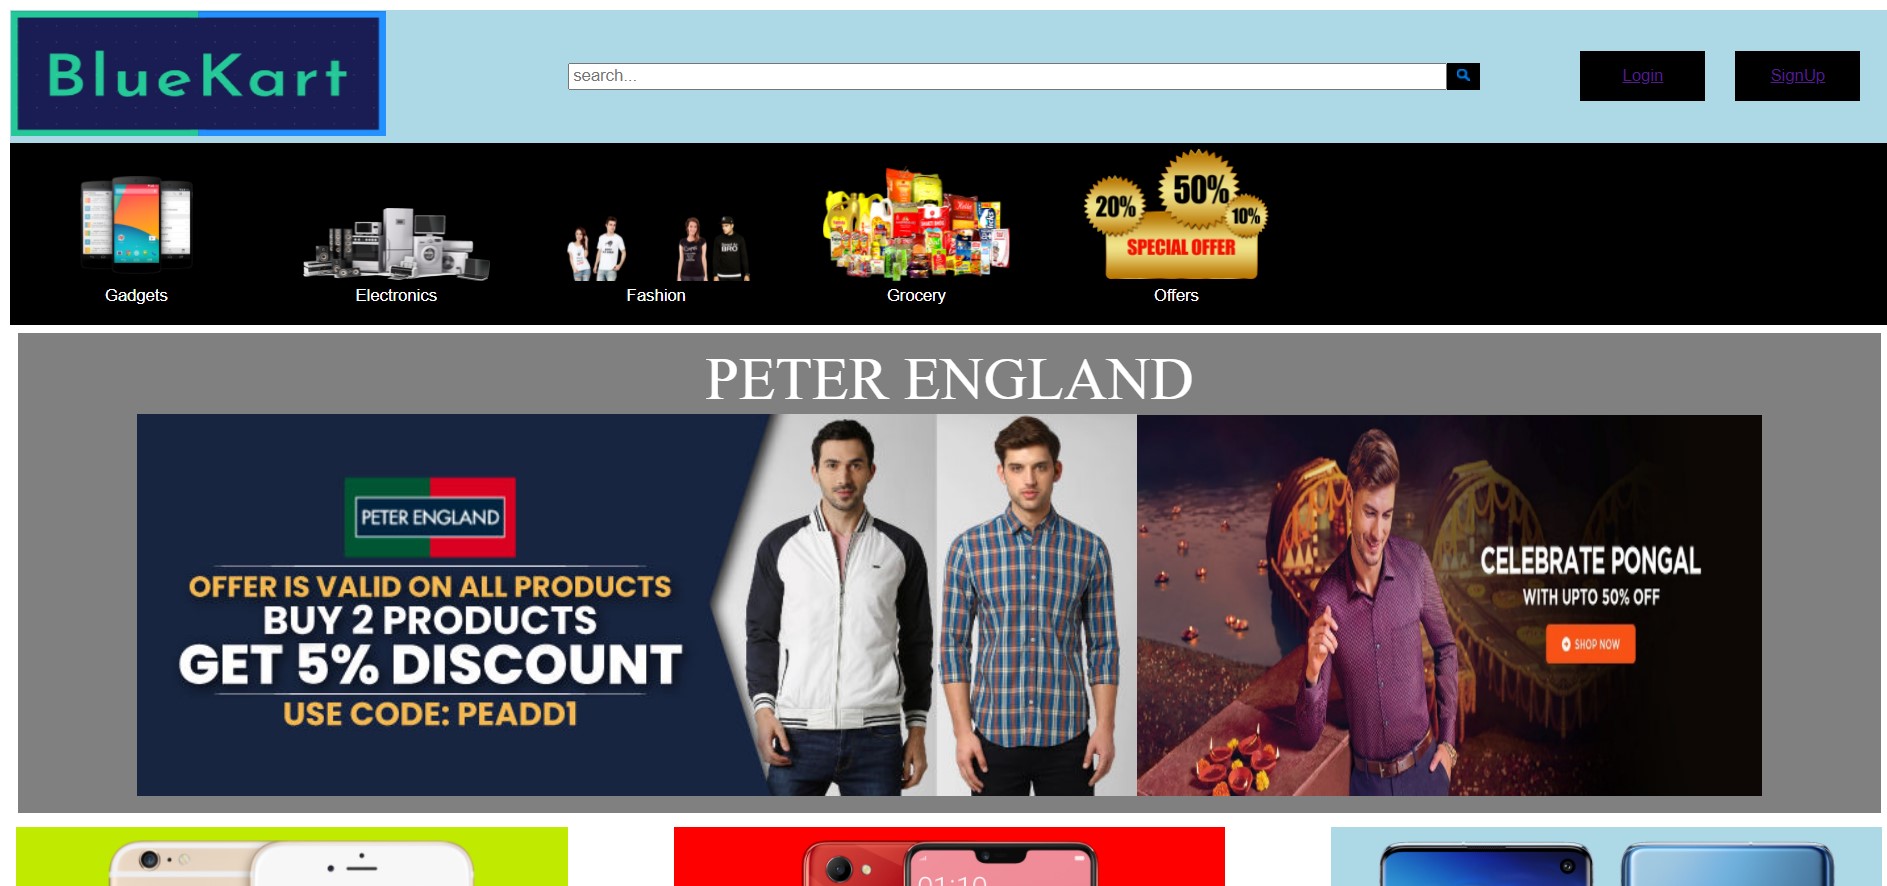 BlueKart
search...
Login
SignUp
20%
50%
10%
SPECIAL OFFER
Gadgets
Electronics
Fashion
Grocery
Offers
PETER ENGLAND
PETER ENGLAND
OFFER IS VALID ON ALL PRODUCTS
BUY 2 PRODUCTS
GET 5% DISCOUNT
USE CODE: PEADD1
CELEBRATE PONGAL
WITH UPTO 50% OFF
SHOP NOW